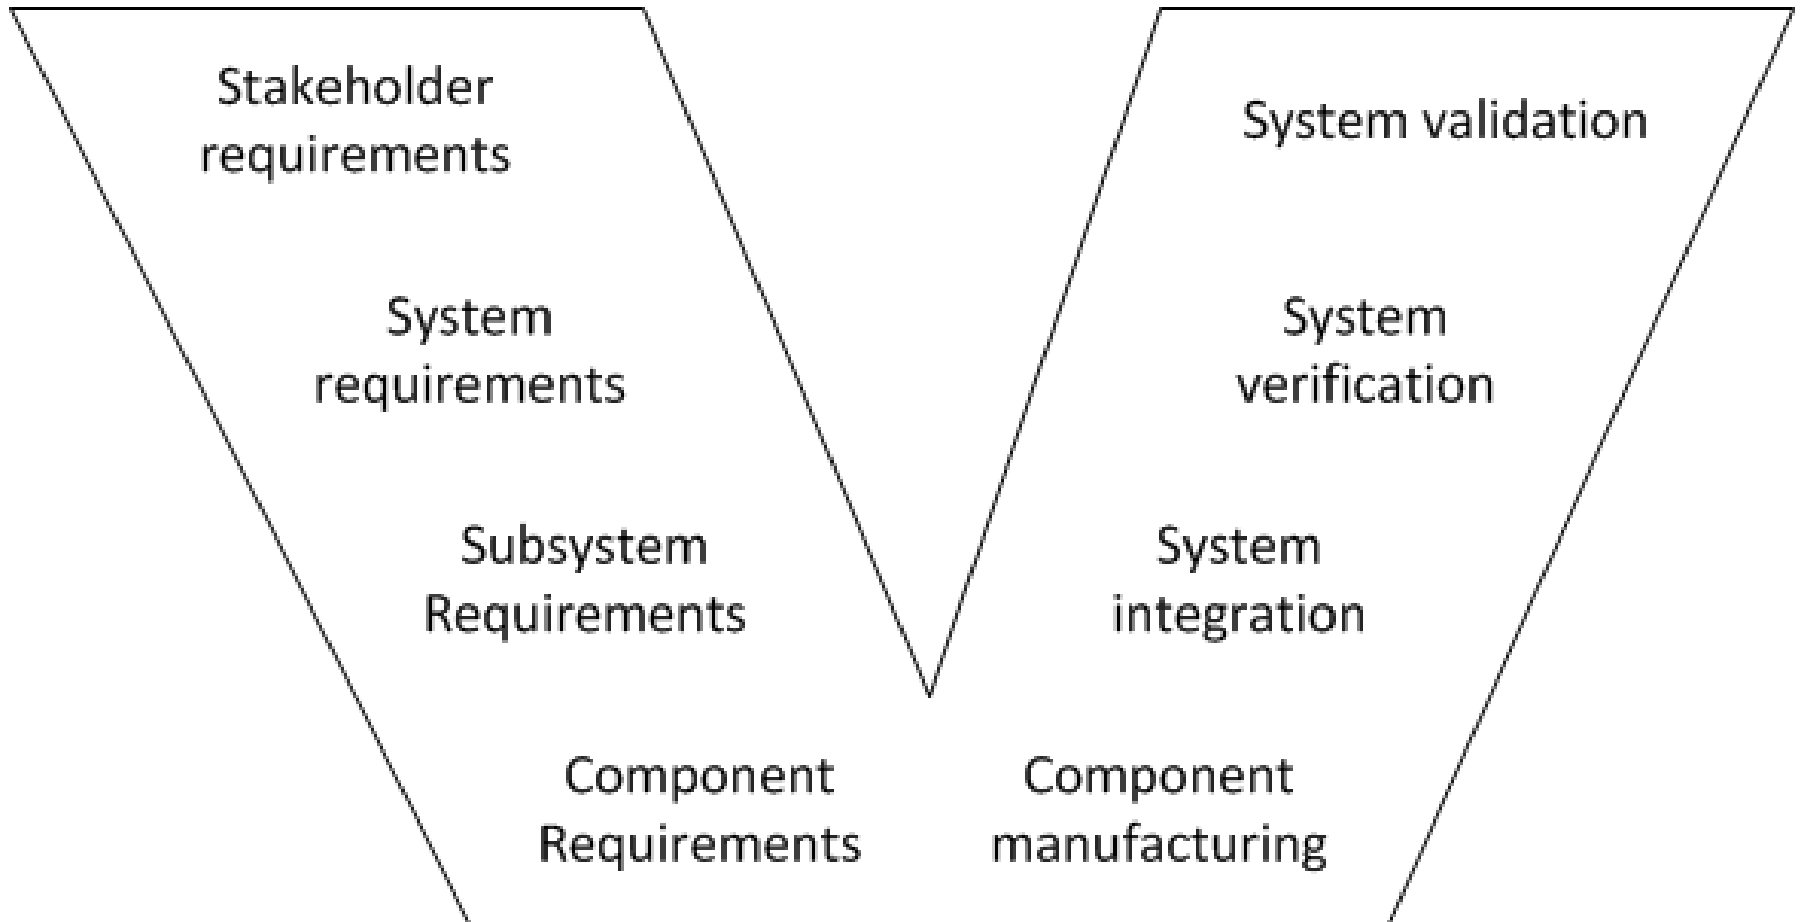 Stakeholder
requirements
System
requirements
Subsystem
Requirements
Component
Requirements
Component
manufacturing
System
integration
System
verification
System validation